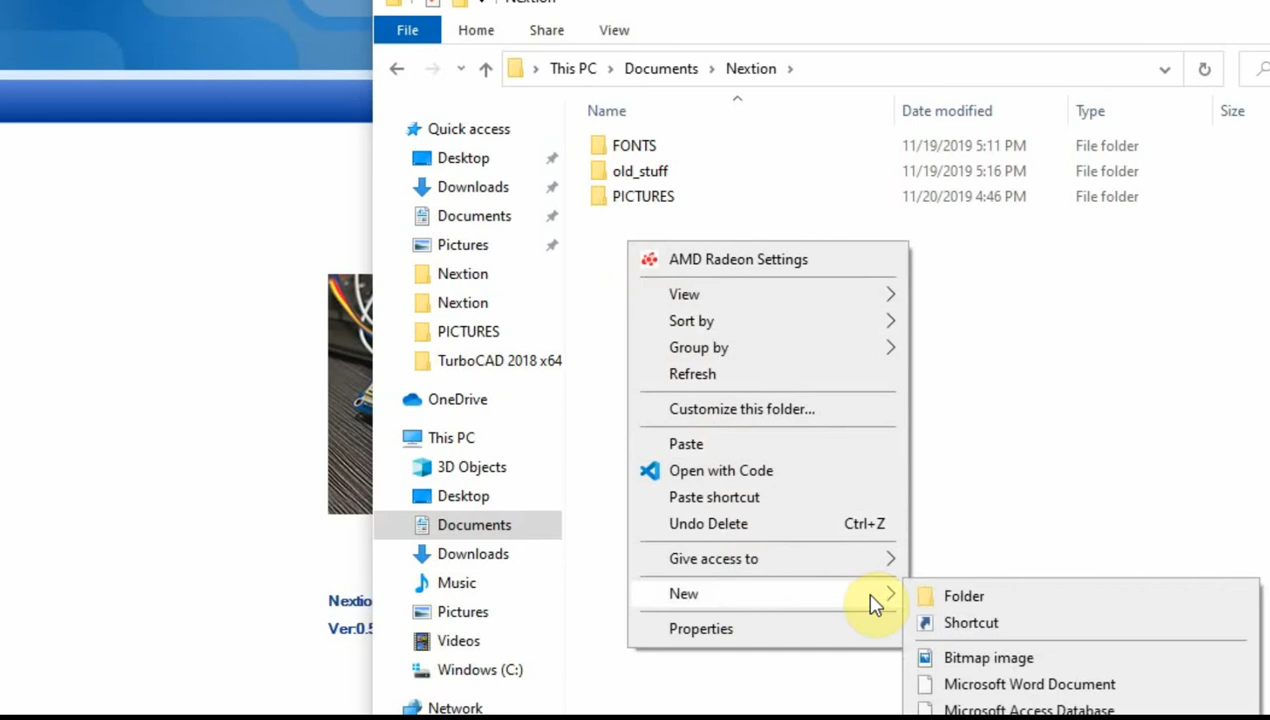 Nextion
File Home Share View
This PC Documents Nextion
Name Date modified Type Size
Quick access
Desktop
Downloads
Documents
Pictures
Nextion
Nextion
PICTURES
TurboCAD 2018 x64
OneDrive
This PC
3D Objects
Desktop
Documents
Downloads
Music
Pictures
Videos
Windows (C:)
Network
FONTS 11/19/2019 5:11 PM File folder
old_stuff 11/19/2019 5:16 PM File folder
PICTURES 11/20/2019 4:46 PM File folder
AMD Radeon Settings
View
Sort by
Group by
Refresh
Customize this folder...
Paste
Open with Code
Paste shortcut
Undo Delete Ctrl+Z
Give access to
New
Properties
Folder
Shortcut
Bitmap image
Microsoft Word Document
Microsoft Access Database
Nextio
Ver:0.5